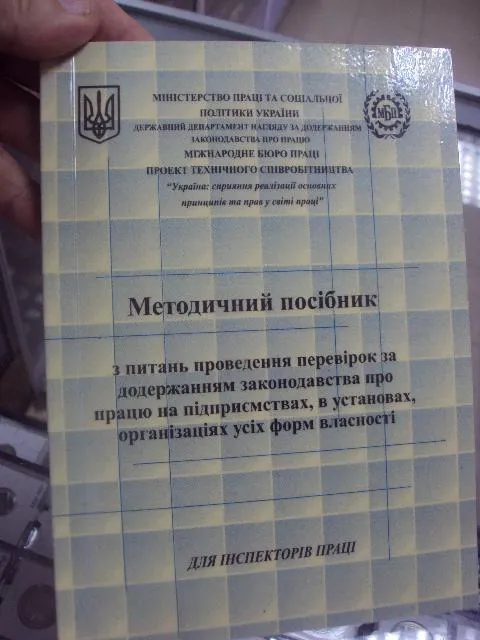 МІНІСТЕРСТВО ПРАЦІ ТА СОЦІАЛЬНОЇ
ПОЛІТИКИ УКРАЇНИ
ДЕРЖАВНИЙ ДЕПАРТАМЕНТ НАГЛЯДУ ЗА ДОДЕРЖАННЯМ
ЗАКОНОДАВСТВА ПРО ПРАЦЮ
МІЖНАРОДНЕ БЮРО ПРАЦІ
ПРОЕКТ ТЕХНІЧНОГО СПІВРОБІТНИЦТВА
"Україна: сприяння реалізації основних
принципів та прав у світі праці"
МБП
Методичний посібник
з питань проведення перевірок за
додержанням законодавства про
працю на підприємствах, в установах,
організаціях усіх форм власності
ДЛЯ ІНСПЕКТОРІВ ПРАЦІ